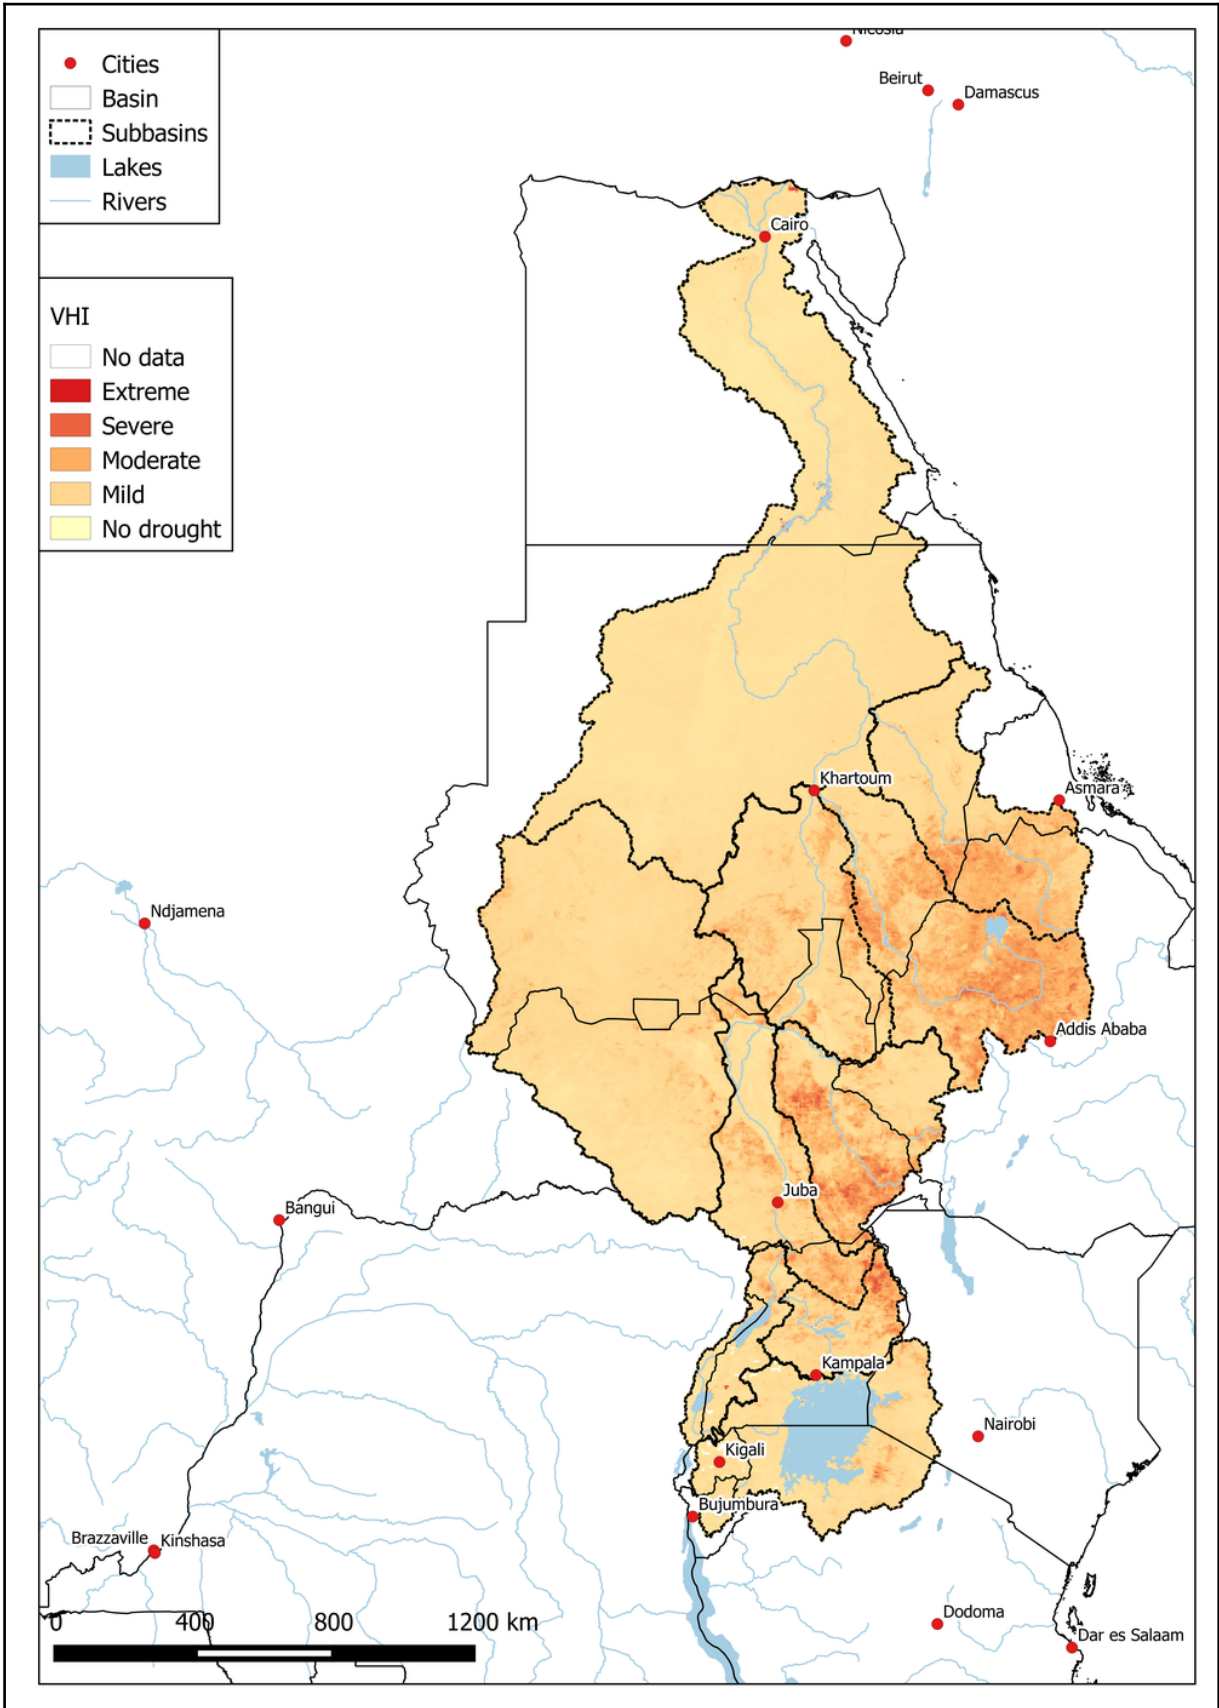 Nicosia
Cities
Basin
Subbasins
Lakes
Rivers
Beirut
Damascus
Cairo
VHI
No data
Extreme
Severe
Moderate
Mild
No drought
Khartoum
Asmara
Ndjamena
Addis Ababa
Juba
Bangui
Kampala
Nairobi
Kigali
Bujumbura
Brazzaville
Kinshasa
Dodoma
Dar es Salaam
0 400 800 1200 km